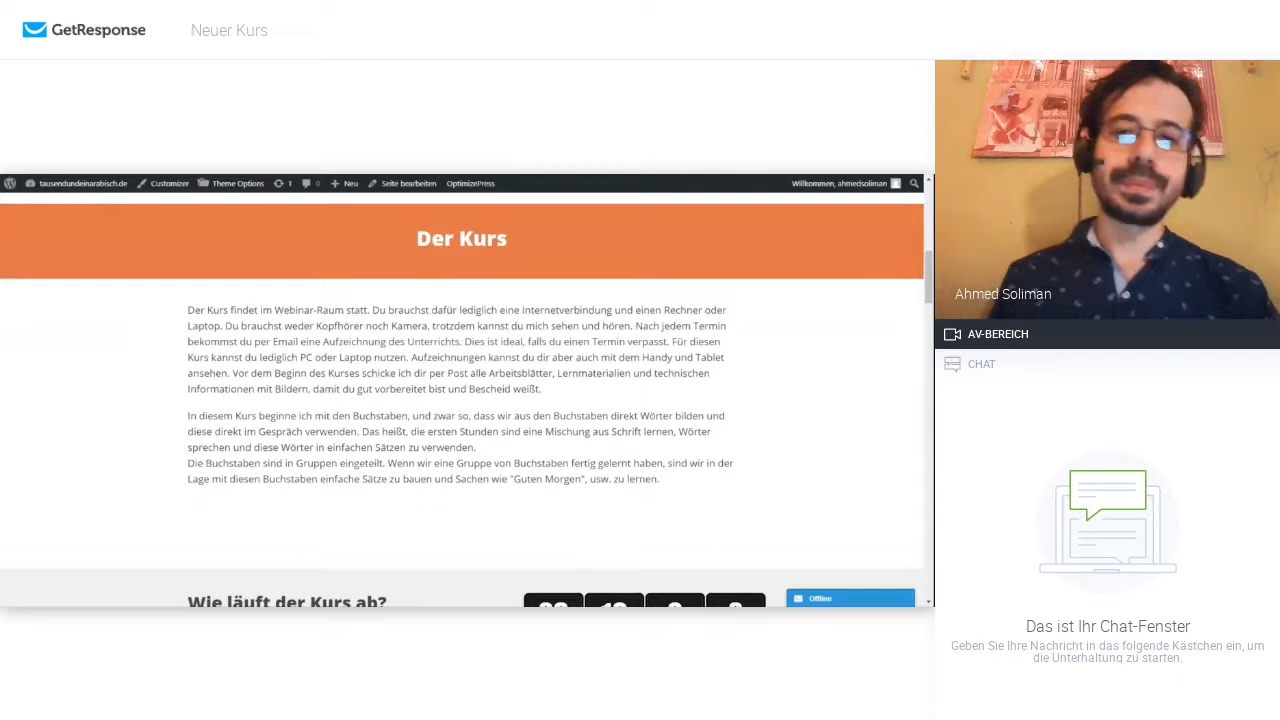 GetResponse
Neuer Kurs
tausendundeinarabisch.de Customizer Theme Options 1 0 Neu Seite bearbeiten OptimizePress Willkommen, ahmedsoliman
Der Kurs
Der Kurs findet im Webinar-Raum statt. Du brauchst dafür lediglich eine Internetverbindung und einen Rechner oder
Laptop. Du brauchst weder Kopfhörer noch Kamera, trotzdem kannst du mich sehen und hören. Nach jedem Termin
bekommst du per Email eine Aufzeichnung des Unterrichts. Dies ist ideal, falls du einen Termin verpasst. Für diesen
Kurs kannst du lediglich PC oder Laptop nutzen. Aufzeichnungen kannst du dir aber auch mit dem Handy und Tablet
ansehen. Vor dem Beginn des Kurses schicke ich dir per Post alle Arbeitsblätter, Lernmaterialien und technischen
Informationen mit Bildern, damit du gut vorbereitet bist und Bescheid weißt.
In diesem Kurs beginne ich mit den Buchstaben, und zwar so, dass wir aus den Buchstaben direkt Wörter bilden und
diese direkt im Gespräch verwenden. Das heißt, die ersten Stunden sind eine Mischung aus Schrift lernen, Wörter
sprechen und diese Wörter in einfachen Sätzen zu verwenden.
Die Buchstaben sind in Gruppen eingeteilt. Wenn wir eine Gruppe von Buchstaben fertig gelernt haben, sind wir in der
Lage mit diesen Buchstaben einfache Sätze zu bauen und Sachen wie "Guten Morgen", usw. zu lernen.
Wie läuft der Kurs ab?
Offline
Ahmed Soliman
AV-BEREICH
CHAT
Das ist Ihr Chat-Fenster
Geben Sie Ihre Nachricht in das folgende Kästchen ein, um
die Unterhaltung zu starten.